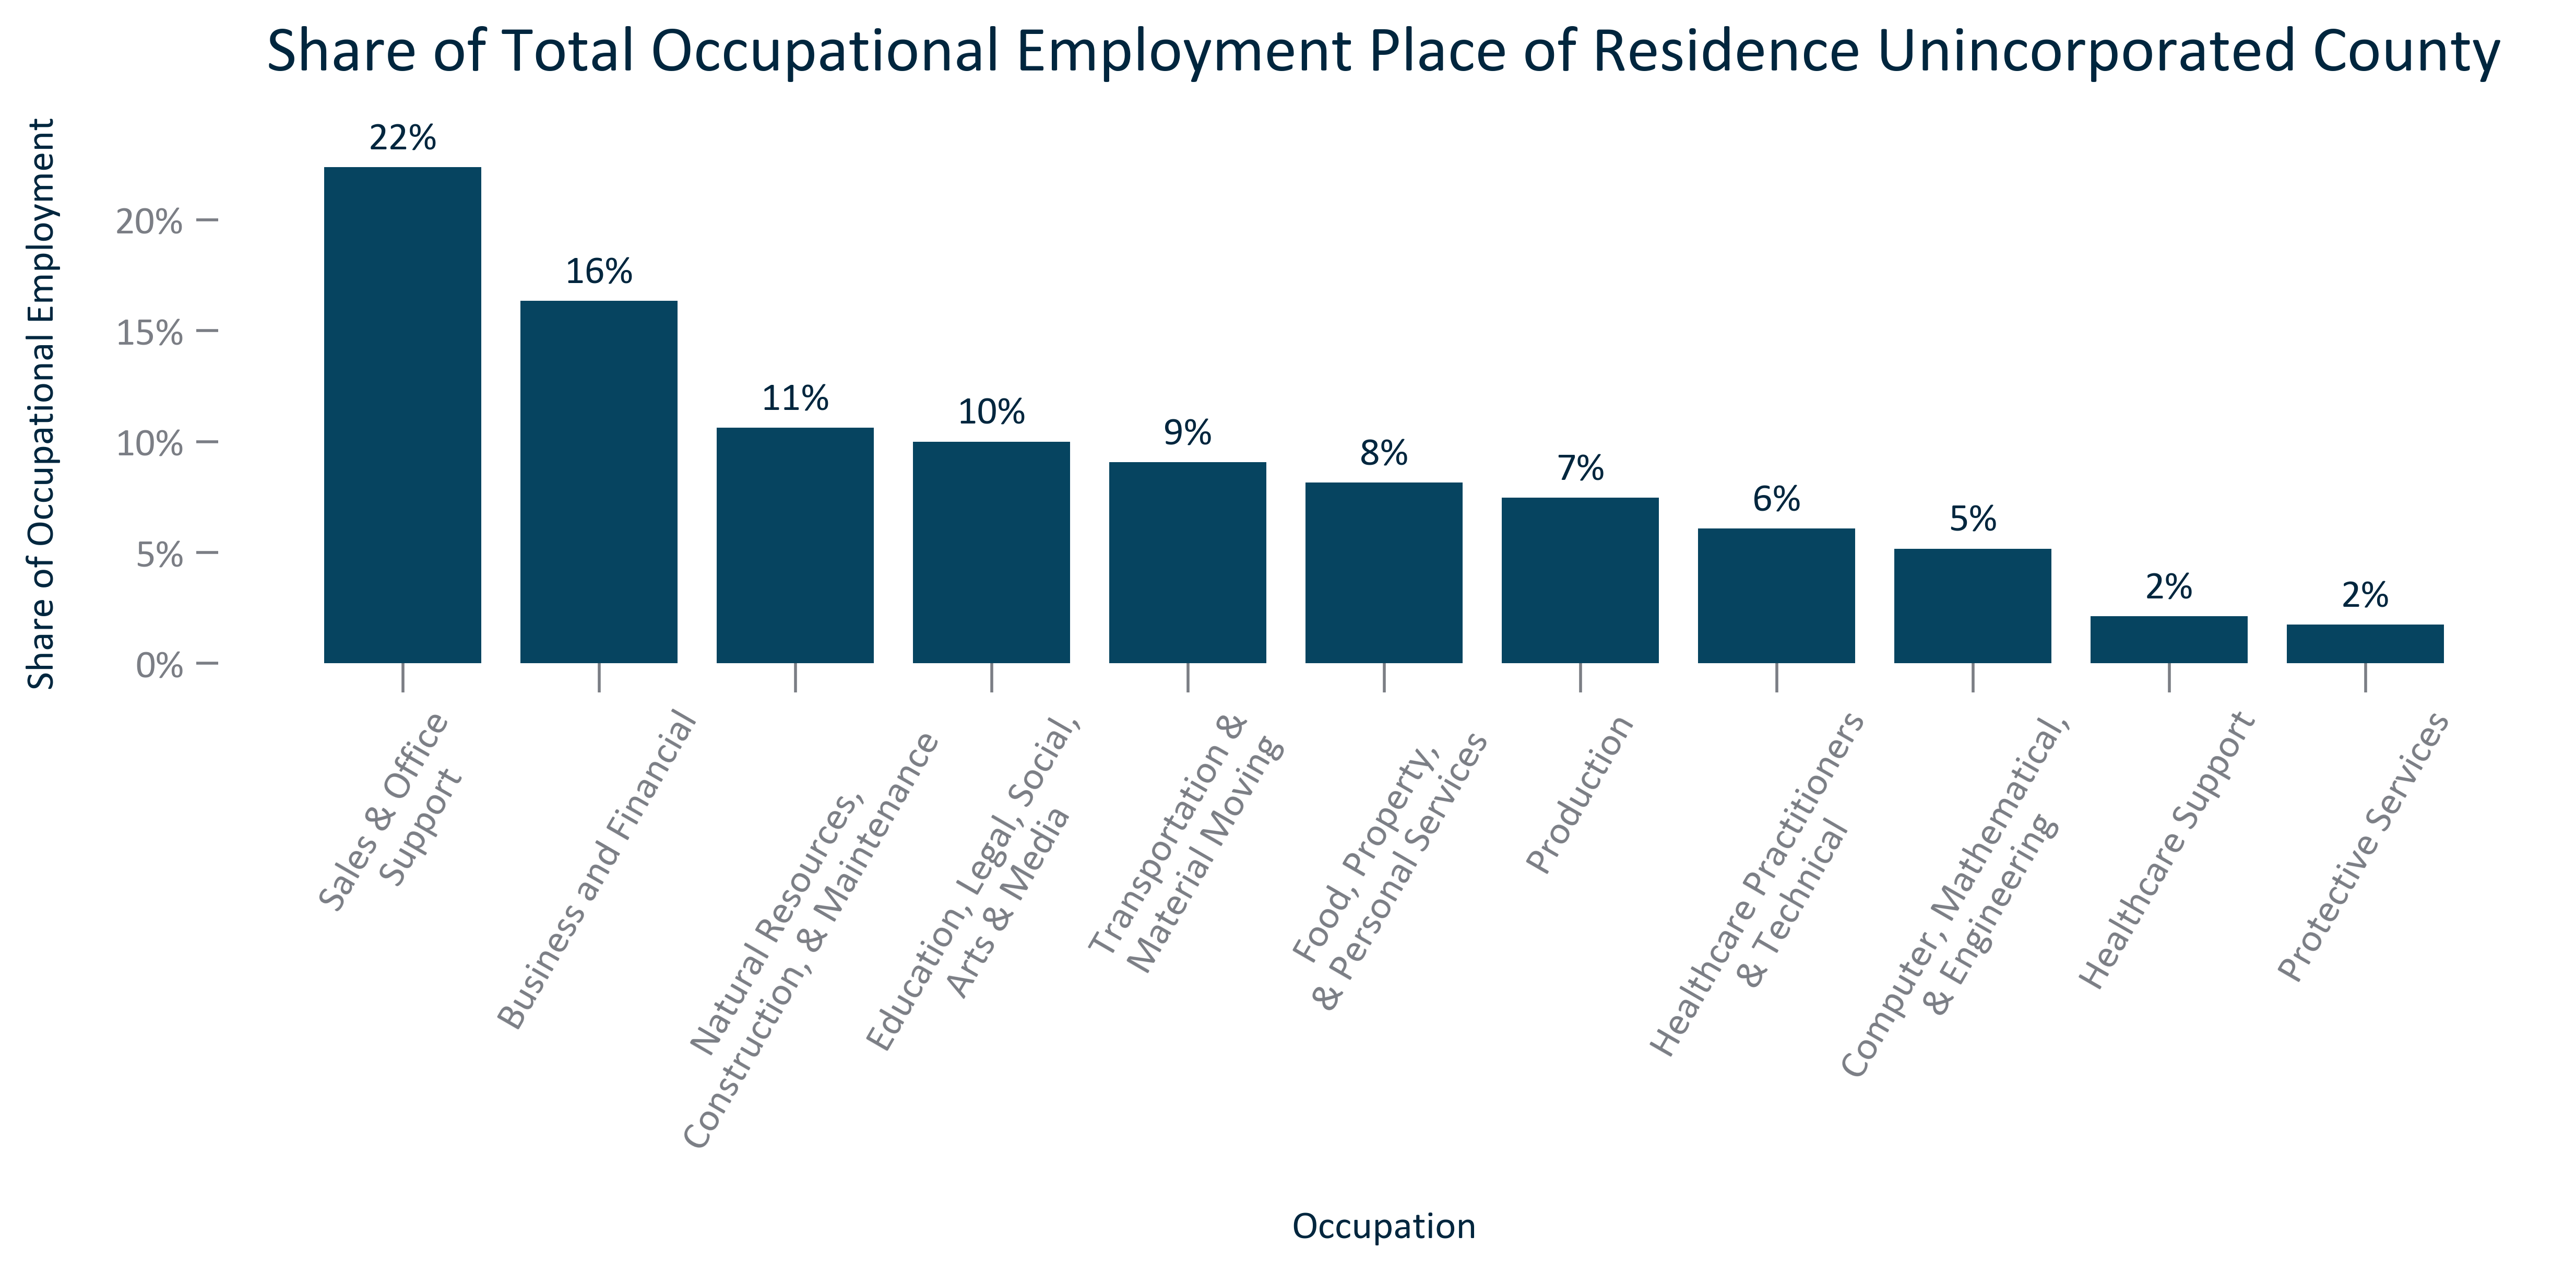 Share of Total Occupational Employment Place of Residence Unincorporated County
Share of Occupational Employment
20%
15%
10%
5%
0%
22%
16%
11%
10%
9%
8%
7%
6%
5%
2%
2%
Sales & Office
Support
Business and Financial
Natural Resources,
Construction, & Maintenance
Education, Legal, Social,
Arts & Media
Transportation &
Material Moving
Food, Property,
& Personal Services
Production
Healthcare Practitioners
& Technical
Computer, Mathematical,
& Engineering
Healthcare Support
Protective Services
Occupation